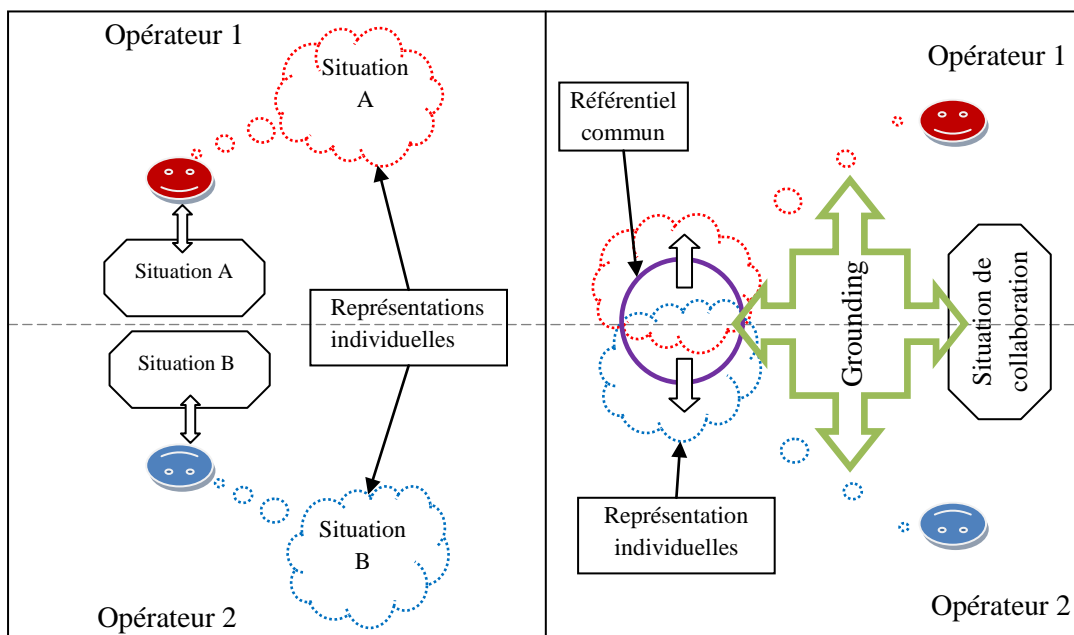 Opérateur 1
Situation
A
Situation A
Représentations
individuelles
Situation B
Situation
B
Opérateur 2
Opérateur 1
Référentiel
commun
Grounding
Situation de
collaboration
Représentation
individuelles
Opérateur 2